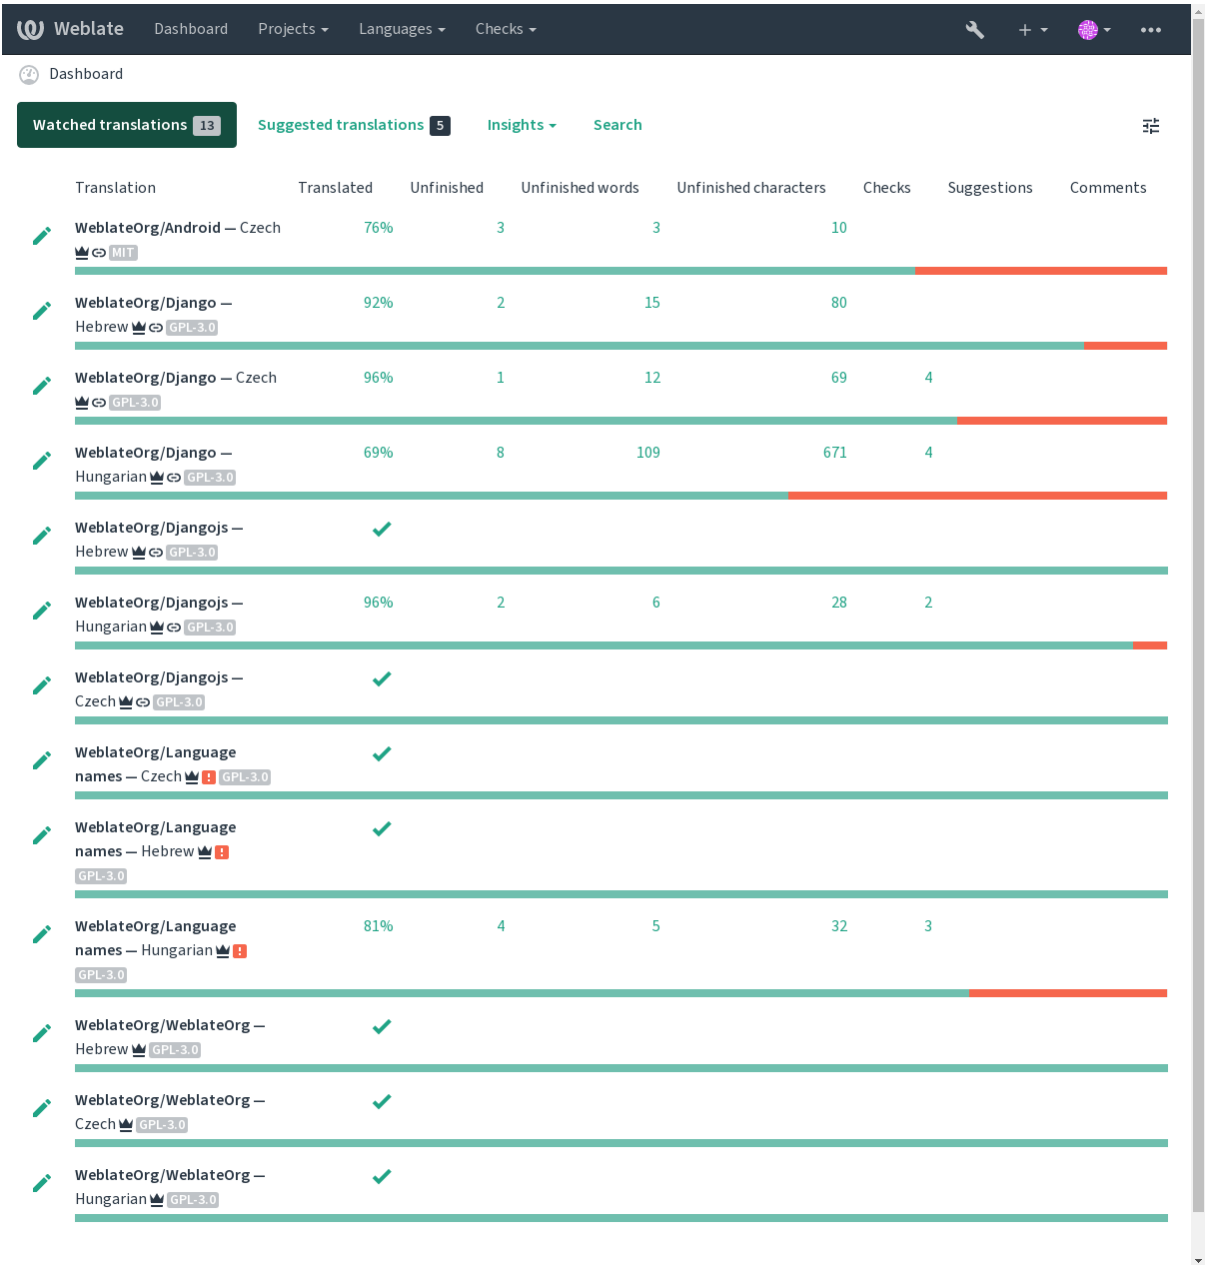 Weblate Dashboard Projects Languages Checks
Dashboard
Watched translations 13 Suggested translations 5 Insights Search
Translation Translated Unfinished Unfinished words Unfinished characters Checks Suggestions Comments
WeblateOrg/Android — Czech 76% 3 3 10
MIT
WeblateOrg/Django — 92% 2 15 80
Hebrew GPL-3.0
WeblateOrg/Django — Czech 96% 1 12 69 4
GPL-3.0
WeblateOrg/Django — 69% 8 109 671 4
Hungarian GPL-3.0
WeblateOrg/Djangojs —
Hebrew GPL-3.0
WeblateOrg/Djangojs — 96% 2 6 28 2
Hungarian GPL-3.0
WeblateOrg/Djangojs —
Czech GPL-3.0
WeblateOrg/Language
names — Czech GPL-3.0
WeblateOrg/Language
names — Hebrew
GPL-3.0
WeblateOrg/Language 81% 4 5 32 3
names — Hungarian
GPL-3.0
WeblateOrg/WeblateOrg —
Hebrew GPL-3.0
WeblateOrg/WeblateOrg —
Czech GPL-3.0
WeblateOrg/WeblateOrg —
Hungarian GPL-3.0